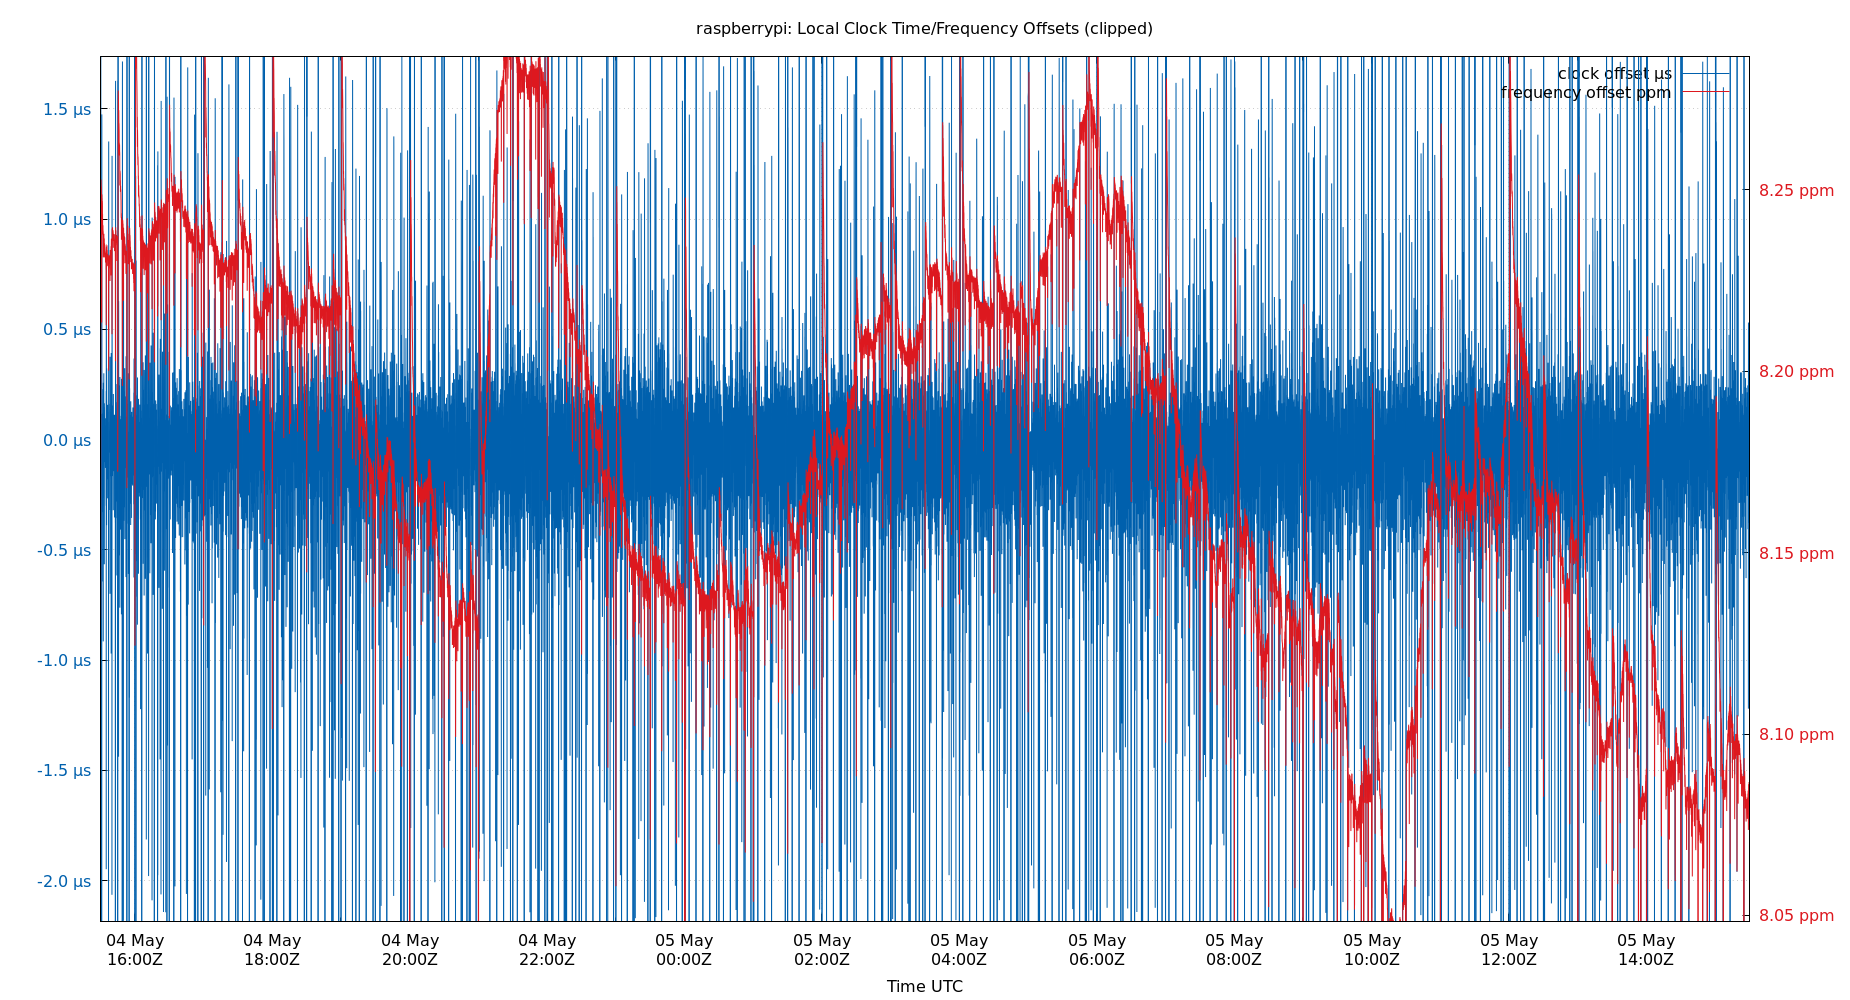 raspberrypi: Local Clock Time/Frequency Offsets (clipped)
clock offset µs
frequency offset ppm
1.5 µs
1.0 µs
0.5 µs
0.0 µs
-0.5 µs
-1.0 µs
-1.5 µs
-2.0 µs
8.25 ppm
8.20 ppm
8.15 ppm
8.10 ppm
8.05 ppm
04 May
16:00Z
04 May
18:00Z
04 May
20:00Z
04 May
22:00Z
05 May
00:00Z
05 May
02:00Z
05 May
04:00Z
05 May
06:00Z
05 May
08:00Z
05 May
10:00Z
05 May
12:00Z
05 May
14:00Z
Time UTC